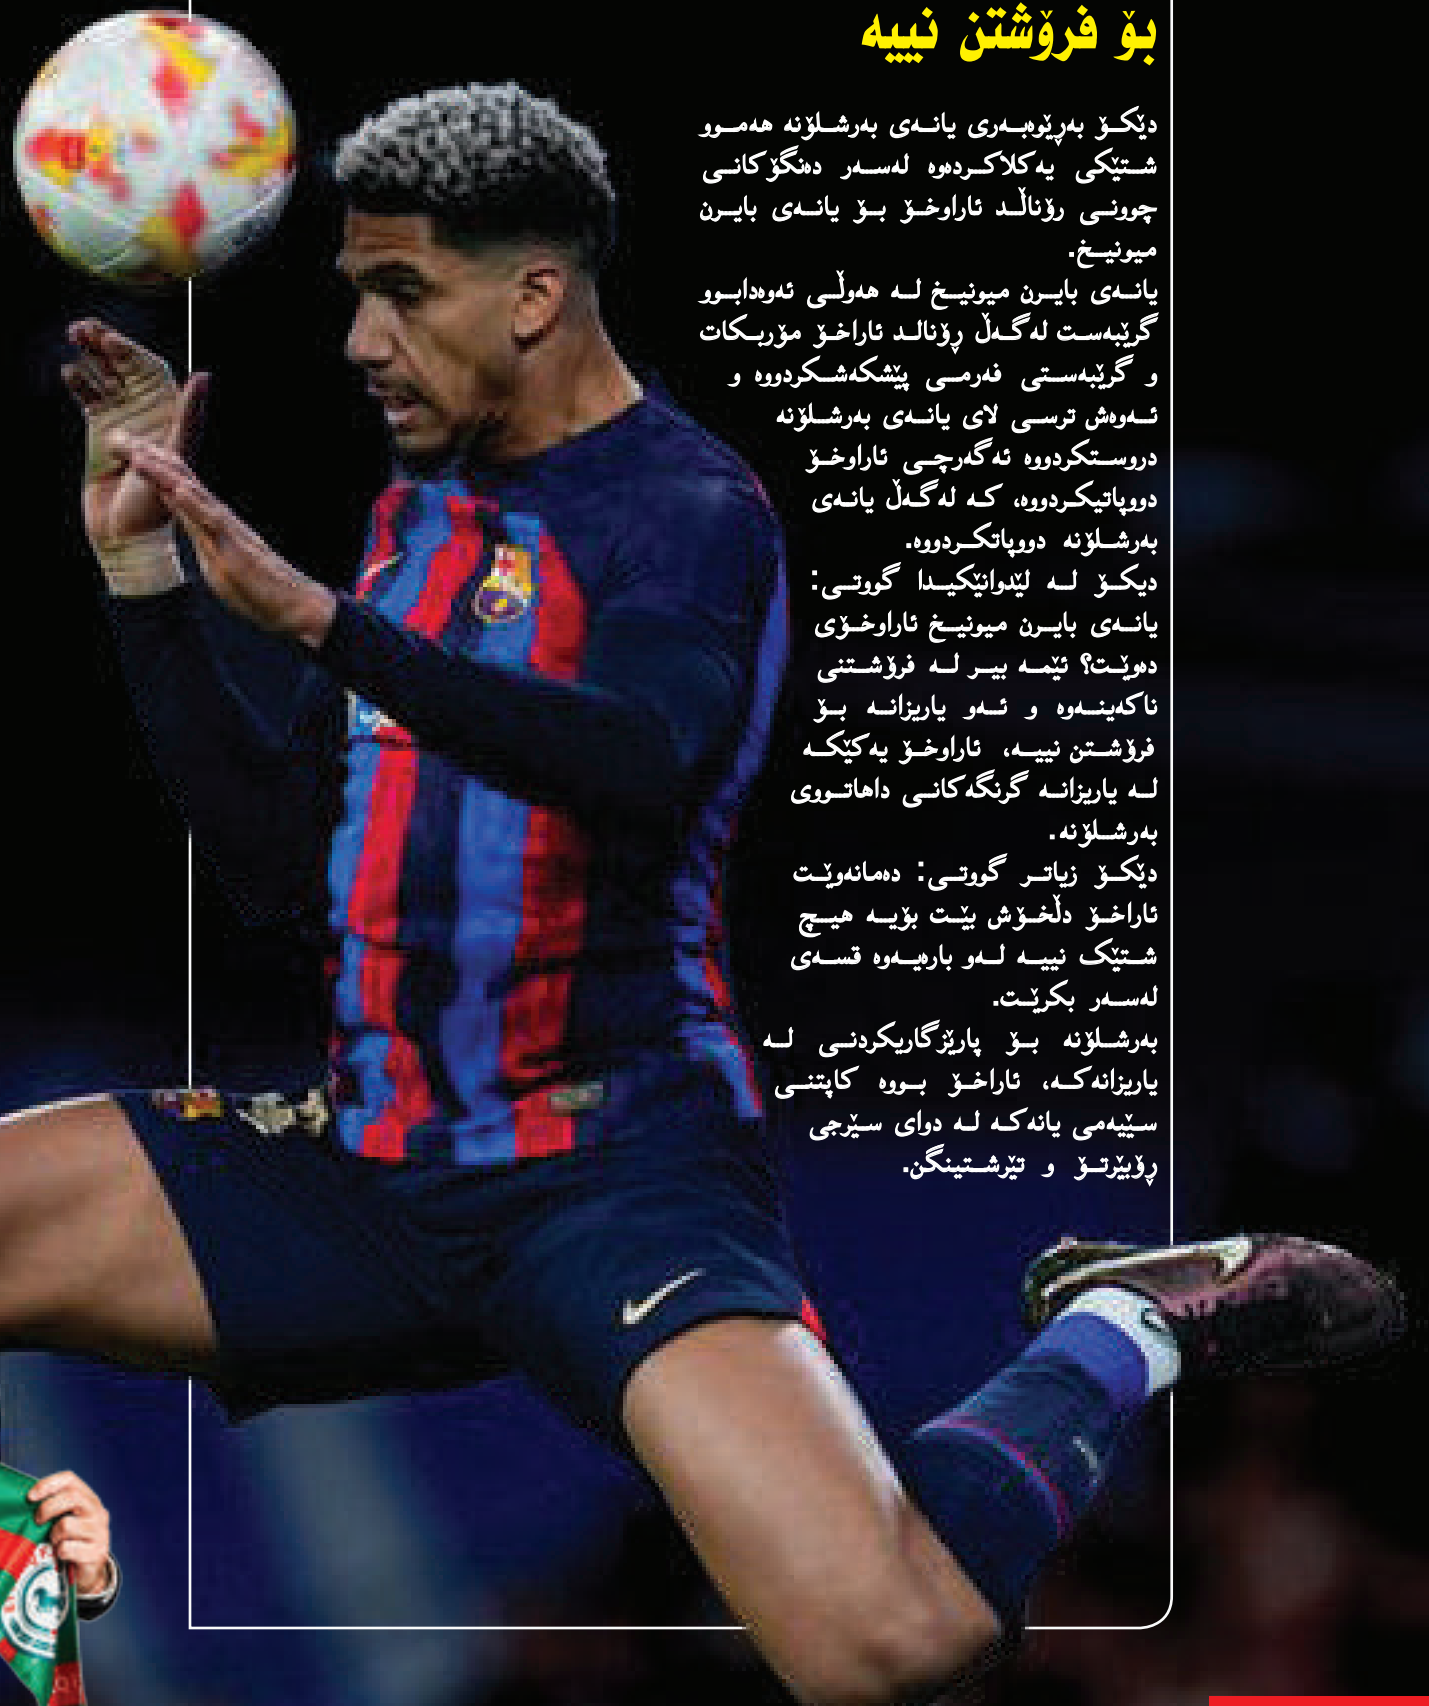 بۆ فرۆشتن نییە
دێکۆ بەڕێوەبەری یانەی بەرشلۆنە هەموو
شتێکی یەکلاکردەوە لەسەر دەنگۆکانی
چوونی رۆناڵد ئاراوخۆ بۆ یانەی بایرن
میونیخ.
یانەی بایرن میونیخ لە هەوڵی ئەوەدابوو
گرێبەست لەگەڵ ڕۆنالد ئاراخۆ مۆربکات
و گرێبەستی فەرمی پێشکەشکردووە و
ئەوەش ترسی لای یانەی بەرشلۆنە
دروستکردووە ئەگەرچی ئاراوخۆ
دووپاتیکردووە، کە لەگەڵ یانەی
بەرشلۆنە دووپاتکردووە.
دیکۆ لە لێدوانێکیدا گووتی:
یانەی بایرن میونیخ ئاراوخۆی
دەوێت؟ ئێمە بیر لە فرۆشتنی
ناکەینەوە و ئەو یاریزانە بۆ
فرۆشتن نییە، ئاراوخۆ یەکێکە
لە یاریزانە گرنگەکانی داهاتووی
بەرشلۆنە.
دێکۆ زیاتر گووتی: دەمانەوێت
ئاراخۆ دڵخۆش بێت بۆیە هیچ
شتێک نییە لەو بارەیەوە قسەی
لەسەر بکرێت.
بەرشلۆنە بۆ پارێزگاریکردنی لە
یاریزانەکە، ئاراخۆ بووە کاپتنی
سێیەمی یانەکە لە دوای سێرجی
ڕۆبێرتۆ و تێرشتینگن.